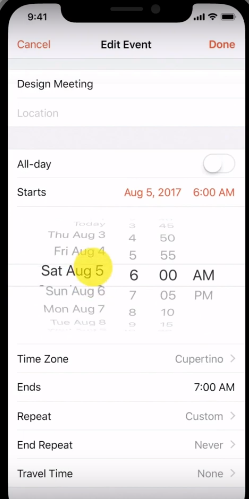 9:41
Cancel Edit Event Done
Design Meeting
Location
All-day
Starts Aug 5, 2017 6:00 AM
Today 3 45
Thu Aug 3 4 50
Fri Aug 4 5 55
Sat Aug 5 6 00 AM
Sun Aug 6 7 05 PM
Mon Aug 7 8 10
Tue Aug 8 9 15
Time Zone Cupertino >
Ends 7:00 AM
Repeat Custom >
End Repeat Never >
Travel Time None >